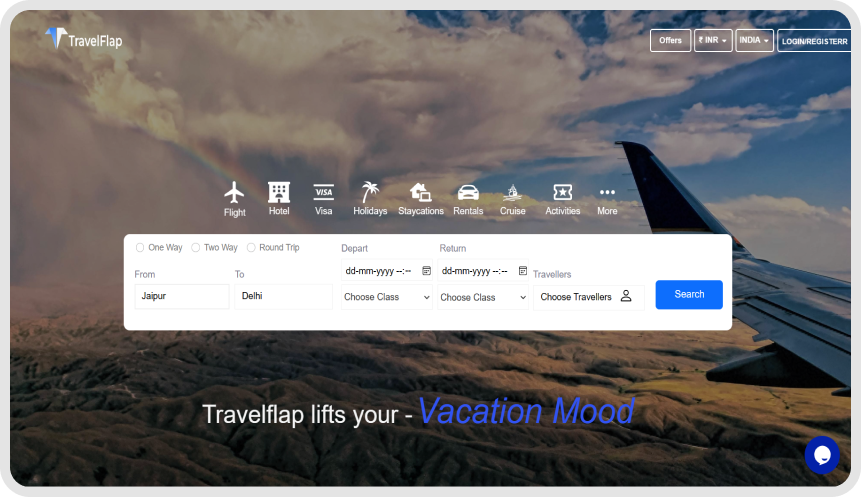 TravelFlap
Offers ₹ INR INDIA LOGIN/REGISTERR
VISA
Flight Hotel Visa Holidays Staycations Rentals Cruise Activities More
One Way Two Way Round Trip Depart Return
dd-mm-yyyy --:-- dd-mm-yyyy --:--
From To Travellers
Jaipur Delhi Choose Class Choose Class Choose Travellers Search
Travelflap lifts your - Vacation Mood